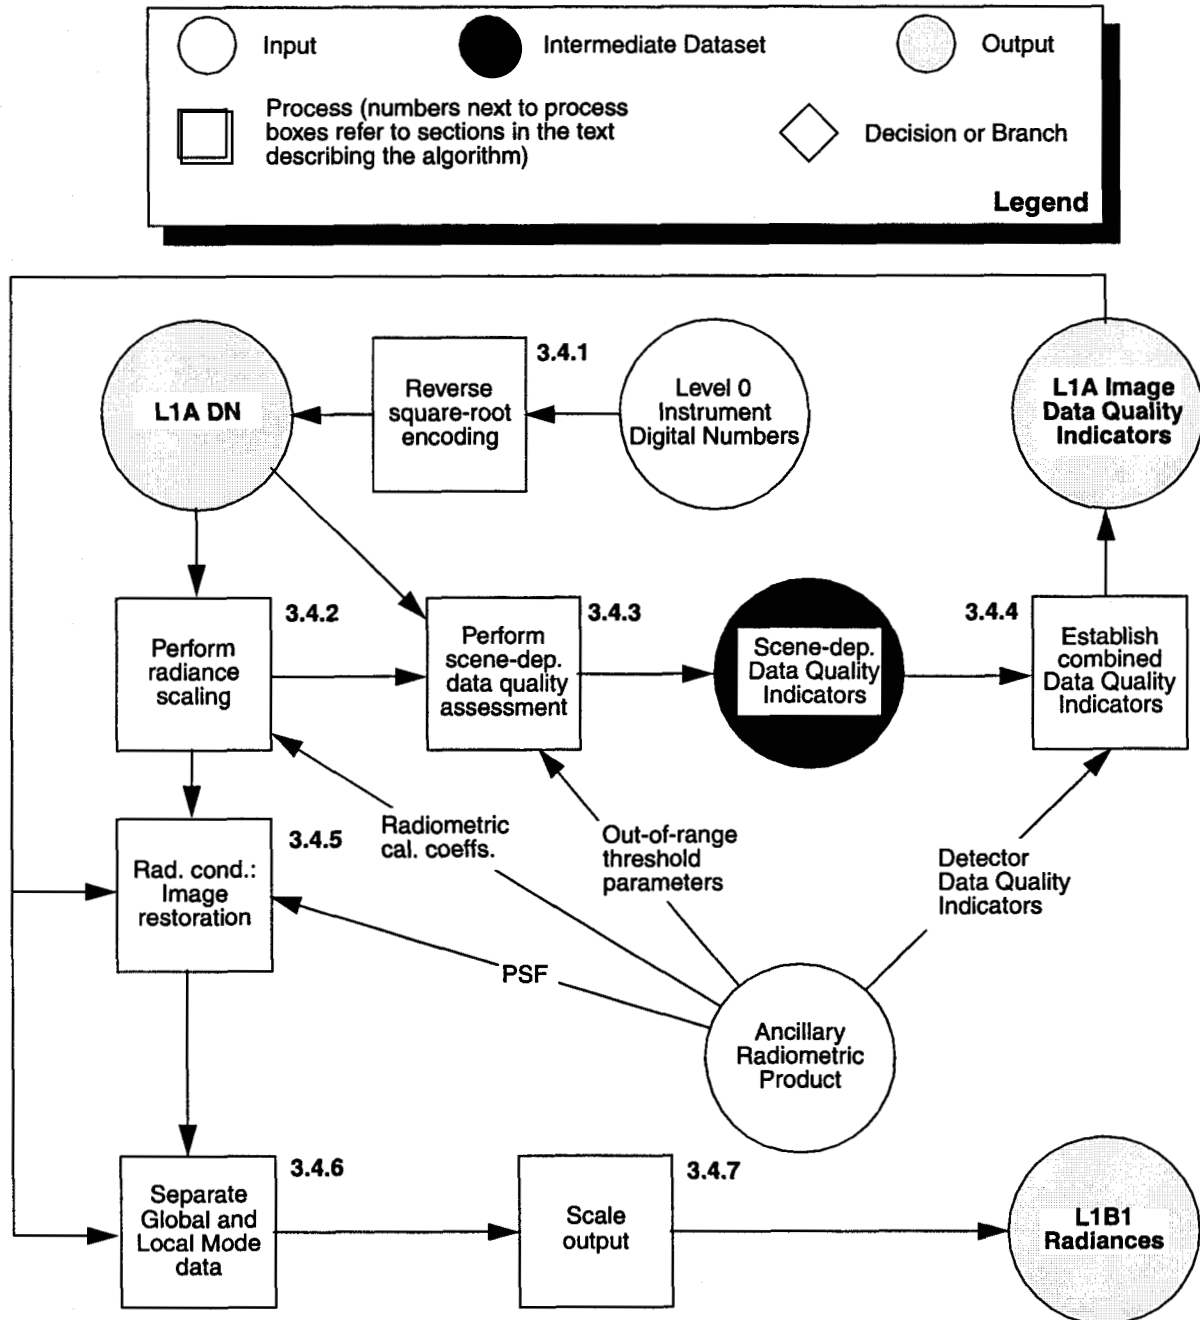 Input
Intermediate Dataset
Output
Process (numbers next to process
boxes refer to sections in the text
describing the algorithm)
Decision or Branch
Legend
L1A DN
Reverse
square-root
encoding
3.4.1
Level 0
Instrument
Digital Numbers
L1A Image
Data Quality
Indicators
Perform
radiance
scaling
3.4.2
Perform
scene-dep.
data quality
assessment
3.4.3
Scene-dep.
Data Quality
Indicators
3.4.4
Establish
combined
Data Quality
Indicators
Rad. cond.:
Image
restoration
3.4.5
Radiometric
cal. coeffs.
Out-of-range
threshold
parameters
Detector
Data Quality
Indicators
PSF
Ancillary
Radiometric
Product
Separate
Global and
Local Mode
data
3.4.6
Scale
output
3.4.7
L1B1
Radiances